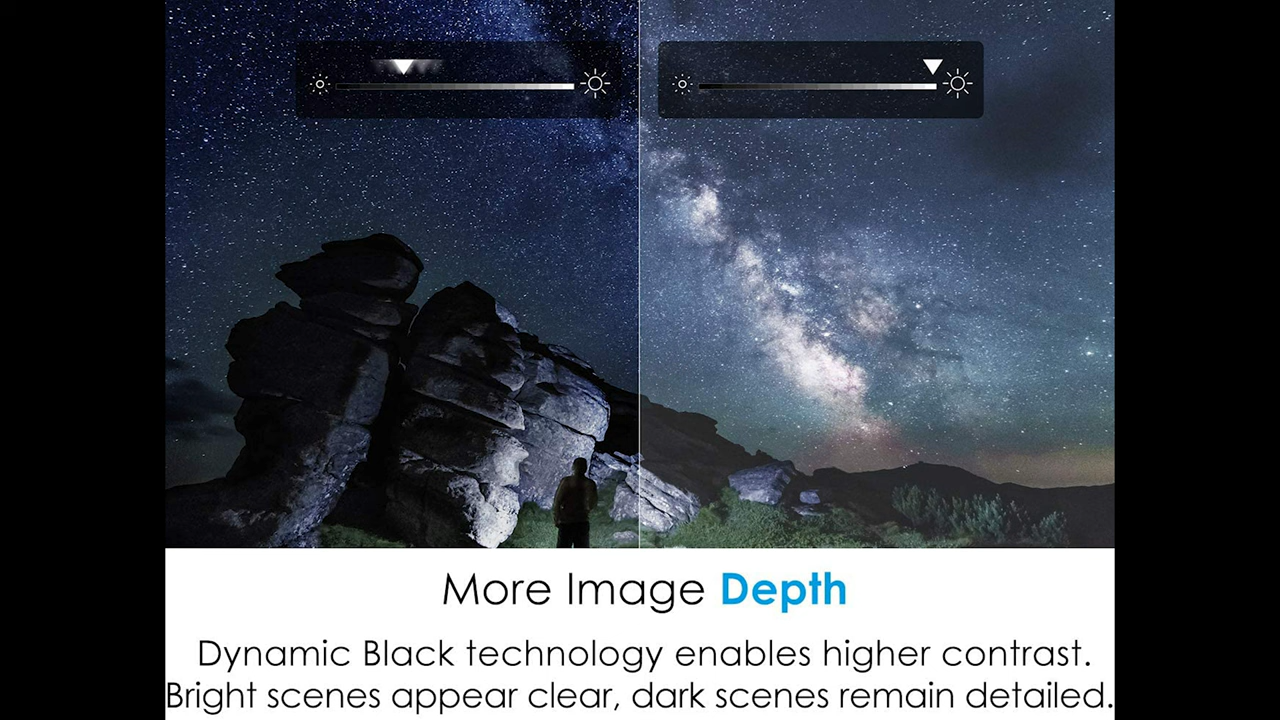 More Image Depth
Dynamic Black technology enables higher contrast.
Bright scenes appear clear, dark scenes remain detailed.